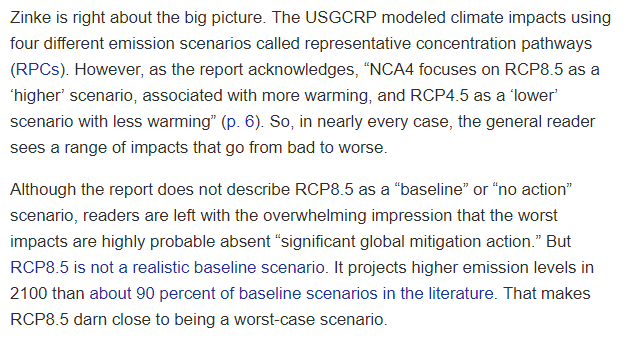 Zinke is right about the big picture. The USGCRP modeled climate impacts using
four different emission scenarios called representative concentration pathways
(RPCs). However, as the report acknowledges, “NCA4 focuses on RCP8.5 as a
‘higher’ scenario, associated with more warming, and RCP4.5 as a ‘lower’
scenario with less warming” (p. 6). So, in nearly every case, the general reader
sees a range of impacts that go from bad to worse.
Although the report does not describe RCP8.5 as a “baseline” or “no action”
scenario, readers are left with the overwhelming impression that the worst
impacts are highly probable absent “significant global mitigation action.” But
RCP8.5 is not a realistic baseline scenario. It projects higher emission levels in
2100 than about 90 percent of baseline scenarios in the literature. That makes
RCP8.5 darn close to being a worst-case scenario.